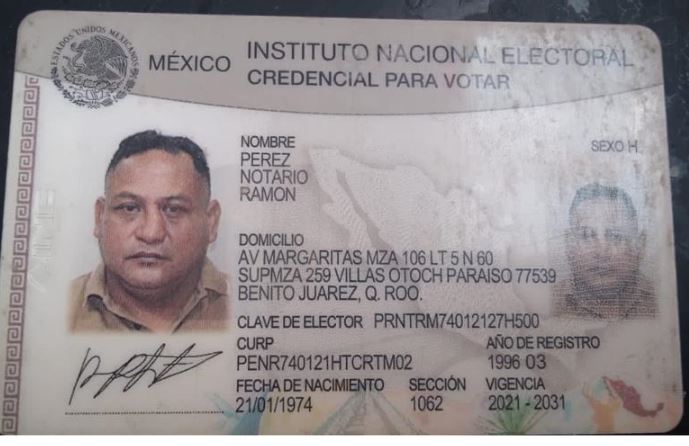 ESTADOS UNIDOS MEXICANOS
MÉXICO INSTITUTO NACIONAL ELECTORAL
CREDENCIAL PARA VOTAR
NOMBRE SEXO H
PEREZ
NOTARIO
RAMON
DOMICILIO
AV MARGARITAS MZA 106 LT 5 N 60
SUPMZA 259 VILLAS OTOCH PARAISO 77539
BENITO JUAREZ, Q. ROO.
CLAVE DE ELECTOR PRNTRM74012127H500
CURP AÑO DE REGISTRO
PENR740121HTCRTM02 1996 03
FECHA DE NACIMIENTO SECCIÓN VIGENCIA
21/01/1974 1062 2021 - 2031